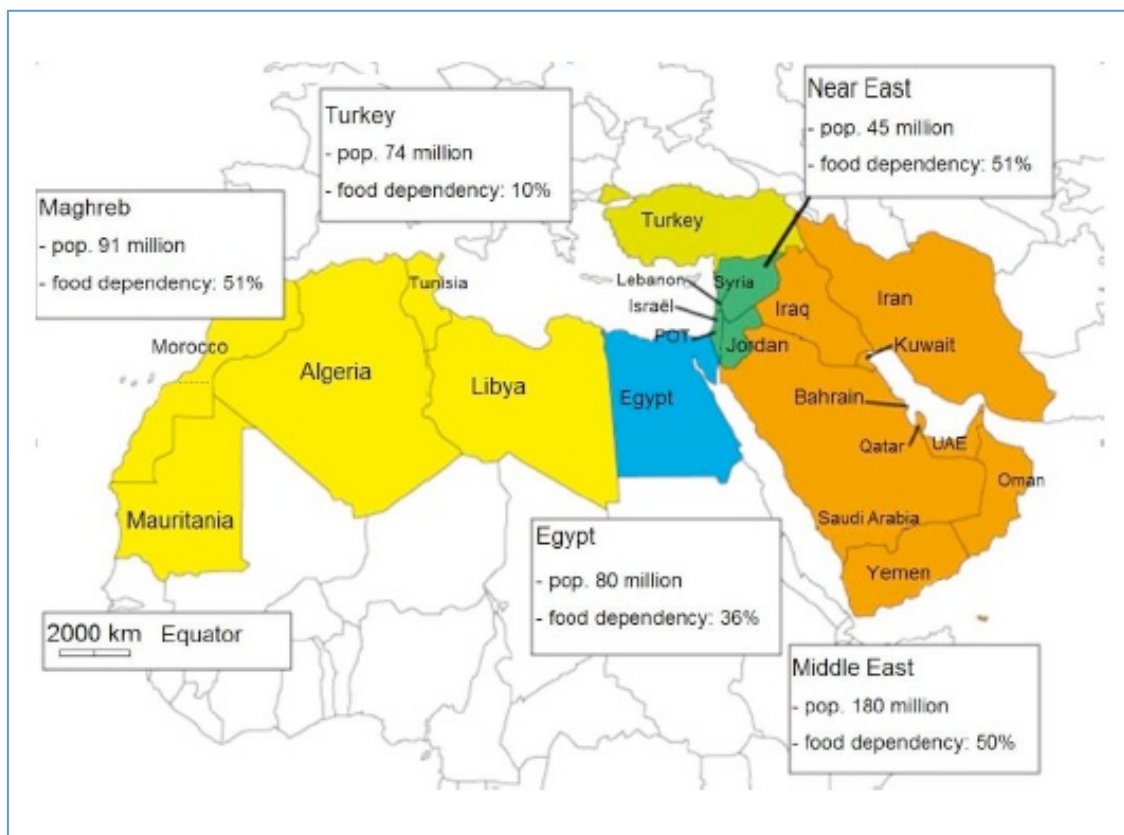 Near East
- pop. 45 million
- food dependency: 51%
Turkey
- pop. 74 million
- food dependency: 10%
Maghreb
- pop. 91 million
- food dependency: 51%
Turkey
Tunisia
Lebanon
Syria
Israël
Iraq
Iran
POT
Jordan
Kuwait
Morocco
Algeria
Libya
Egypt
Bahrain
Qatar
UAE
Oman
Mauritania
Saudi Arabia
Yemen
Egypt
- pop. 80 million
- food dependency: 36%
2000 km Equator
Middle East
- pop. 180 million
- food dependency: 50%